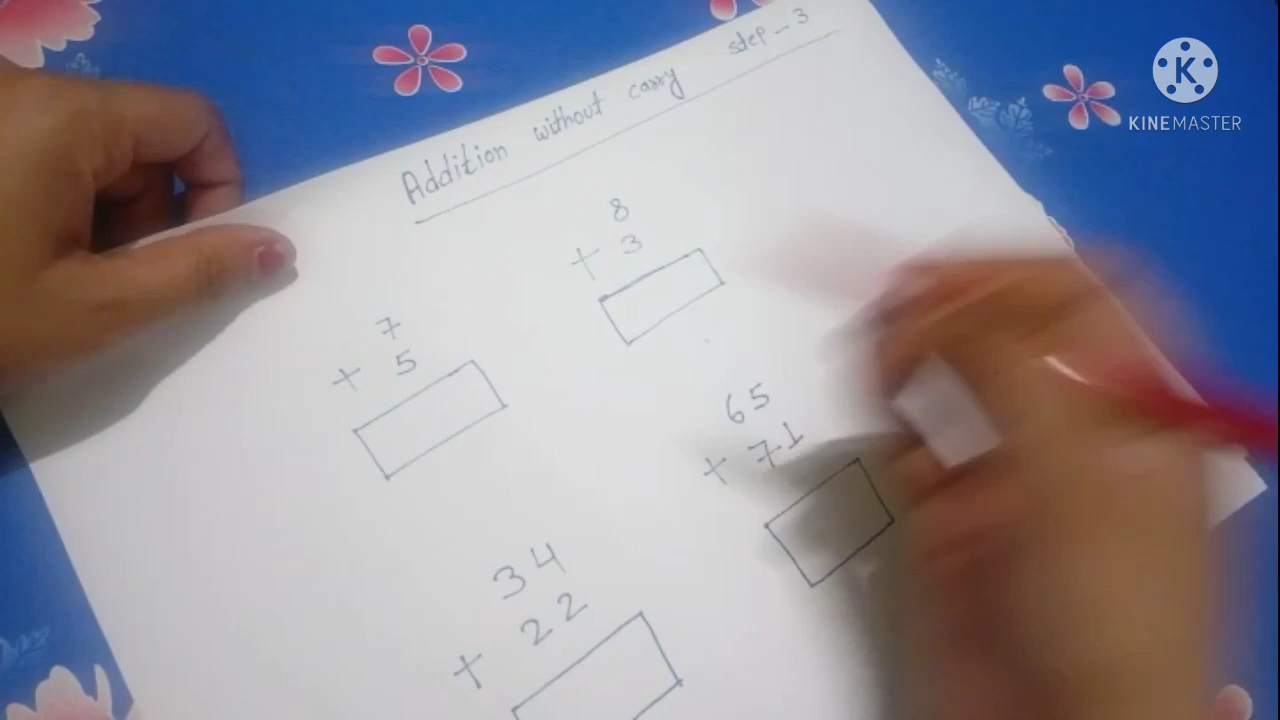 step - 3
Addition without carry
8
+ 3
7
+ 5
65
+ 71
34
+ 22
K
KINEMASTER